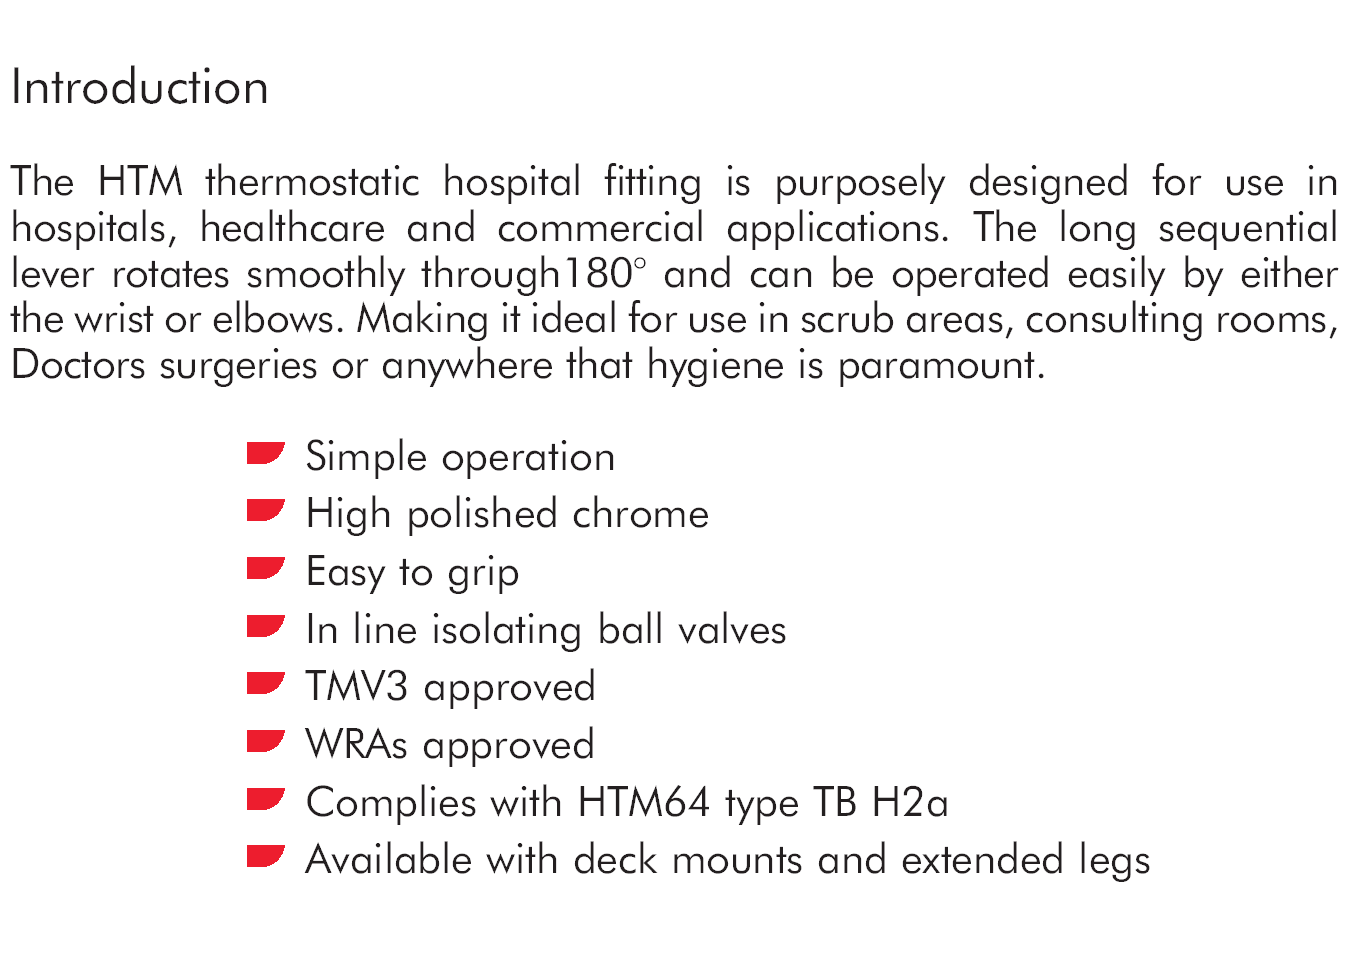 Introduction
The HTM thermostatic hospital fitting is purposely designed for use in
hospitals, healthcare and commercial applications. The long sequential
lever rotates smoothly through180° and can be operated easily by either
the wrist or elbows. Making it ideal for use in scrub areas, consulting rooms,
Doctors surgeries or anywhere that hygiene is paramount.
Simple operation
High polished chrome
Easy to grip
In line isolating ball valves
TMV3 approved
WRAs approved
Complies with HTM64 type TB H2a
Available with deck mounts and extended legs